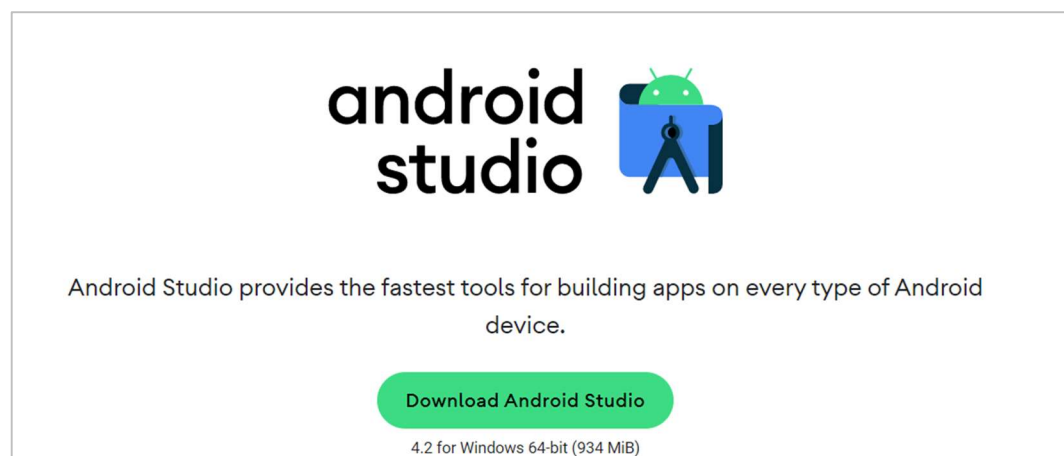 android
studio
Android Studio provides the fastest tools for building apps on every type of Android
device.
Download Android Studio
4.2 for Windows 64-bit (934 MiB)